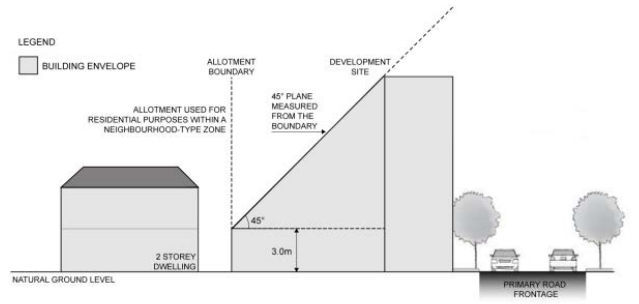 LEGEND
BUILDING ENVELOPE
ALLOTMENT
BOUNDARY
DEVELOPMENT
SITE
ALLOTMENT USED FOR
RESIDENTIAL PURPOSES WITHIN A
NEIGHBOURHOOD-TYPE ZONE
45° PLANE
MEASURED
FROM THE
BOUNDARY
45°
3.0m
2 STOREY
DWELLING
NATURAL GROUND LEVEL
PRIMARY ROAD
FRONTAGE